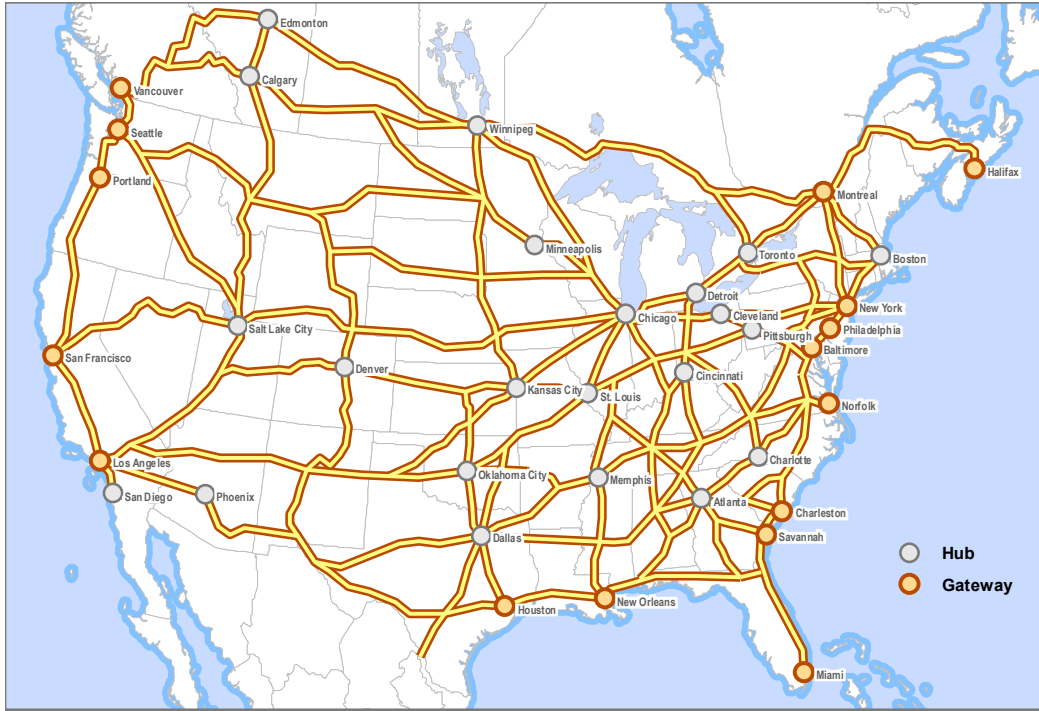 Edmonton
Calgary
Vancouver
Winnipeg
Seattle
Halifax
Portland
Montreal
Minneapolis
Toronto
Boston
Detroit
New York
Chicago
Cleveland
Salt Lake City
Philadelphia
Pittsburgh
Baltimore
San Francisco
Denver
Cincinnati
Kansas City
St. Louis
Norfolk
Charlotte
Los Angeles
Oklahoma City
Memphis
San Diego
Phoenix
Atlanta
Charleston
Dallas
Savannah
Hub
Gateway
New Orleans
Houston
Miami